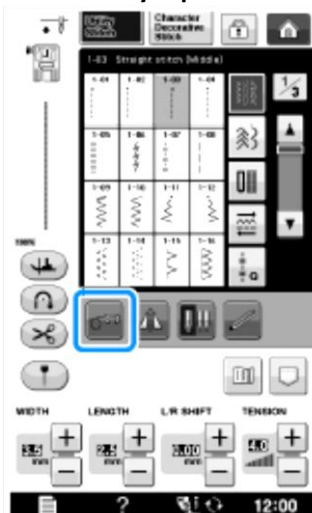 Utility Stitch
Character Decorative Stitch
1-03 Straight stitch (Middle)
1-01 1-02 1-03 1-04
1/3
1-05 1-06 1-07 1-08
1-09 1-10 1-11 1-12
1-13 1-14 1-15 1-16
100%
WIDTH LENGTH L/R SHIFT TENSION
3.5 mm + − 2.5 mm + − 0.00 mm + − 4.0 + −
? 12:00